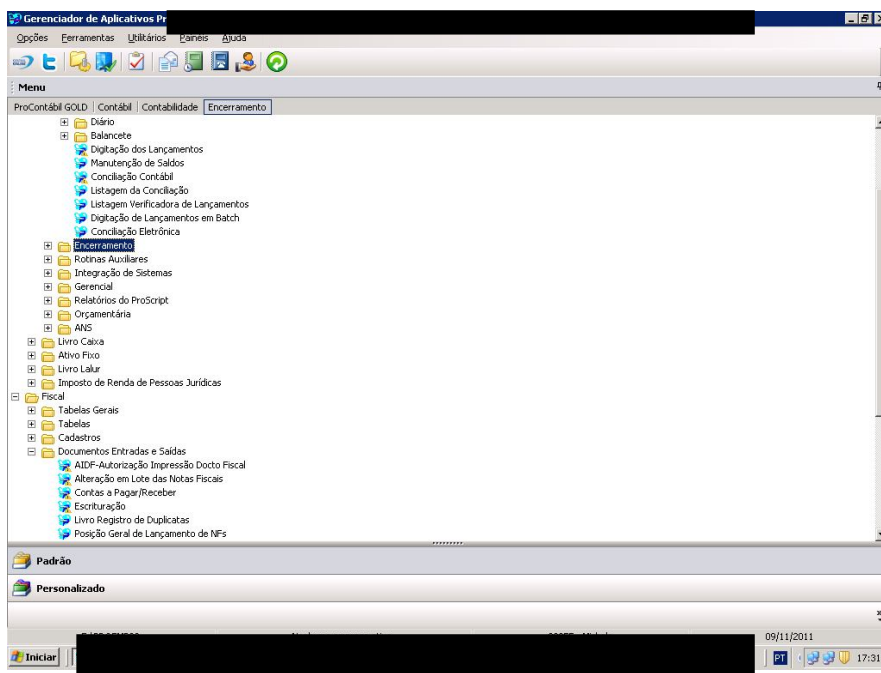 Gerenciador de Aplicativos Pr
Opções Ferramentas Utilitários Painéis Ajuda
Menu
ProContábil GOLD Contábil Contabilidade Encerramento
Diário
Balancete
Digitação dos Lançamentos
Manutenção de Saldos
Conciliação Contábil
Listagem da Conciliação
Listagem Verificadora de Lançamentos
Digitação de Lançamentos em Batch
Conciliação Eletrônica
Encerramento
Rotinas Auxiliares
Integração de Sistemas
Gerencial
Relatórios do ProScript
Orçamentária
ANS
Livro Caixa
Ativo Fixo
Livro Lalur
Imposto de Renda de Pessoas Jurídicas
Fiscal
Tabelas Gerais
Tabelas
Cadastros
Documentos Entradas e Saídas
AIDF-Autorização Impressão Docto Fiscal
Alteração em Lote das Notas Fiscais
Contas a Pagar/Receber
Escrituração
Livro Registro de Duplicatas
Posição Geral de Lançamento de NFs
Padrão
Personalizado
09/11/2011
Iniciar PT 17:31